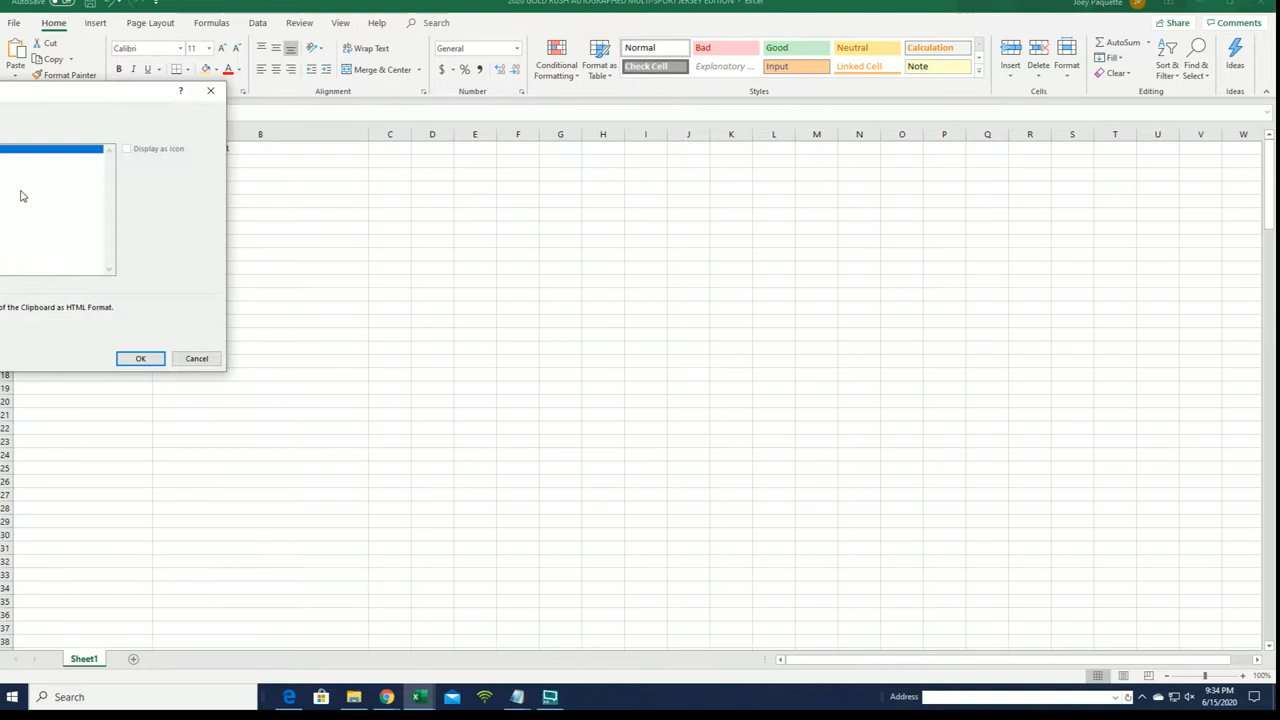 AutoSave
2020 GOLD RUSH AUTOGRAPHED MULTI-SPORT JERSEY EDITION - Excel
Joey Paquette
JP
File Home Insert Page Layout Formulas Data Review View Help Search
Share Comments
Paste
Cut
Copy
Format Painter
Calibri 11
B U
Wrap Text
Merge & Center
Alignment
General
$ % ,
Number
Conditional Formatting
Format as Table
Normal Bad Good Neutral Calculation
Check Cell Explanatory ... Input Linked Cell Note
Styles
Insert Delete Format
Cells
AutoSum
Fill
Clear
Sort & Filter
Find & Select
Editing
Ideas
Ideas
?
B C D E F G H I J K L M N O P Q R S T U V W
R
Display as icon
of the Clipboard as HTML Format.
OK Cancel
18
19
20
21
22
23
24
25
26
27
28
29
30
31
32
33
34
35
36
37
38
Sheet1
100%
Search
Address
9:34 PM
6/15/2020